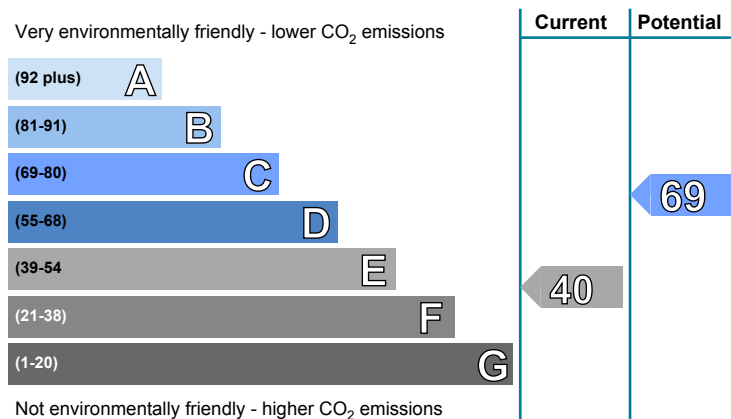 Current Potential
Very environmentally friendly - lower CO₂ emissions
(92 plus) A
(81-91) B
(69-80) C
69
(55-68) D
(39-54 E
40
(21-38) F
(1-20) G
Not environmentally friendly - higher CO₂ emissions